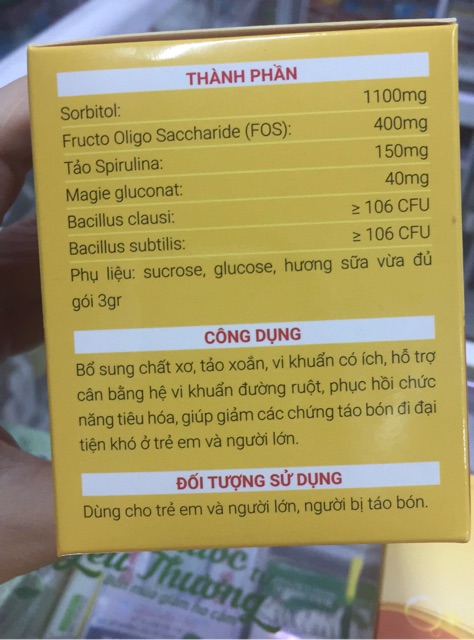 THÀNH PHẦN
Sorbitol: 1100mg
Fructo Oligo Saccharide (FOS): 400mg
Tảo Spirulina: 150mg
Magie gluconat: 40mg
Bacillus clausi: ≥ 106 CFU
Bacillus subtilis: ≥ 106 CFU
Phụ liệu: sucrose, glucose, hương sữa vừa đủ
gói 3gr
CÔNG DỤNG
Bổ sung chất xơ, tảo xoắn, vi khuẩn có ích, hỗ trợ
cân bằng hệ vi khuẩn đường ruột, phục hồi chức
năng tiêu hóa, giúp giảm các chứng táo bón đi đại
tiện khó ở trẻ em và người lớn.
ĐỐI TƯỢNG SỬ DỤNG
Dùng cho trẻ em và người lớn, người bị táo bón.
Yêu Thương